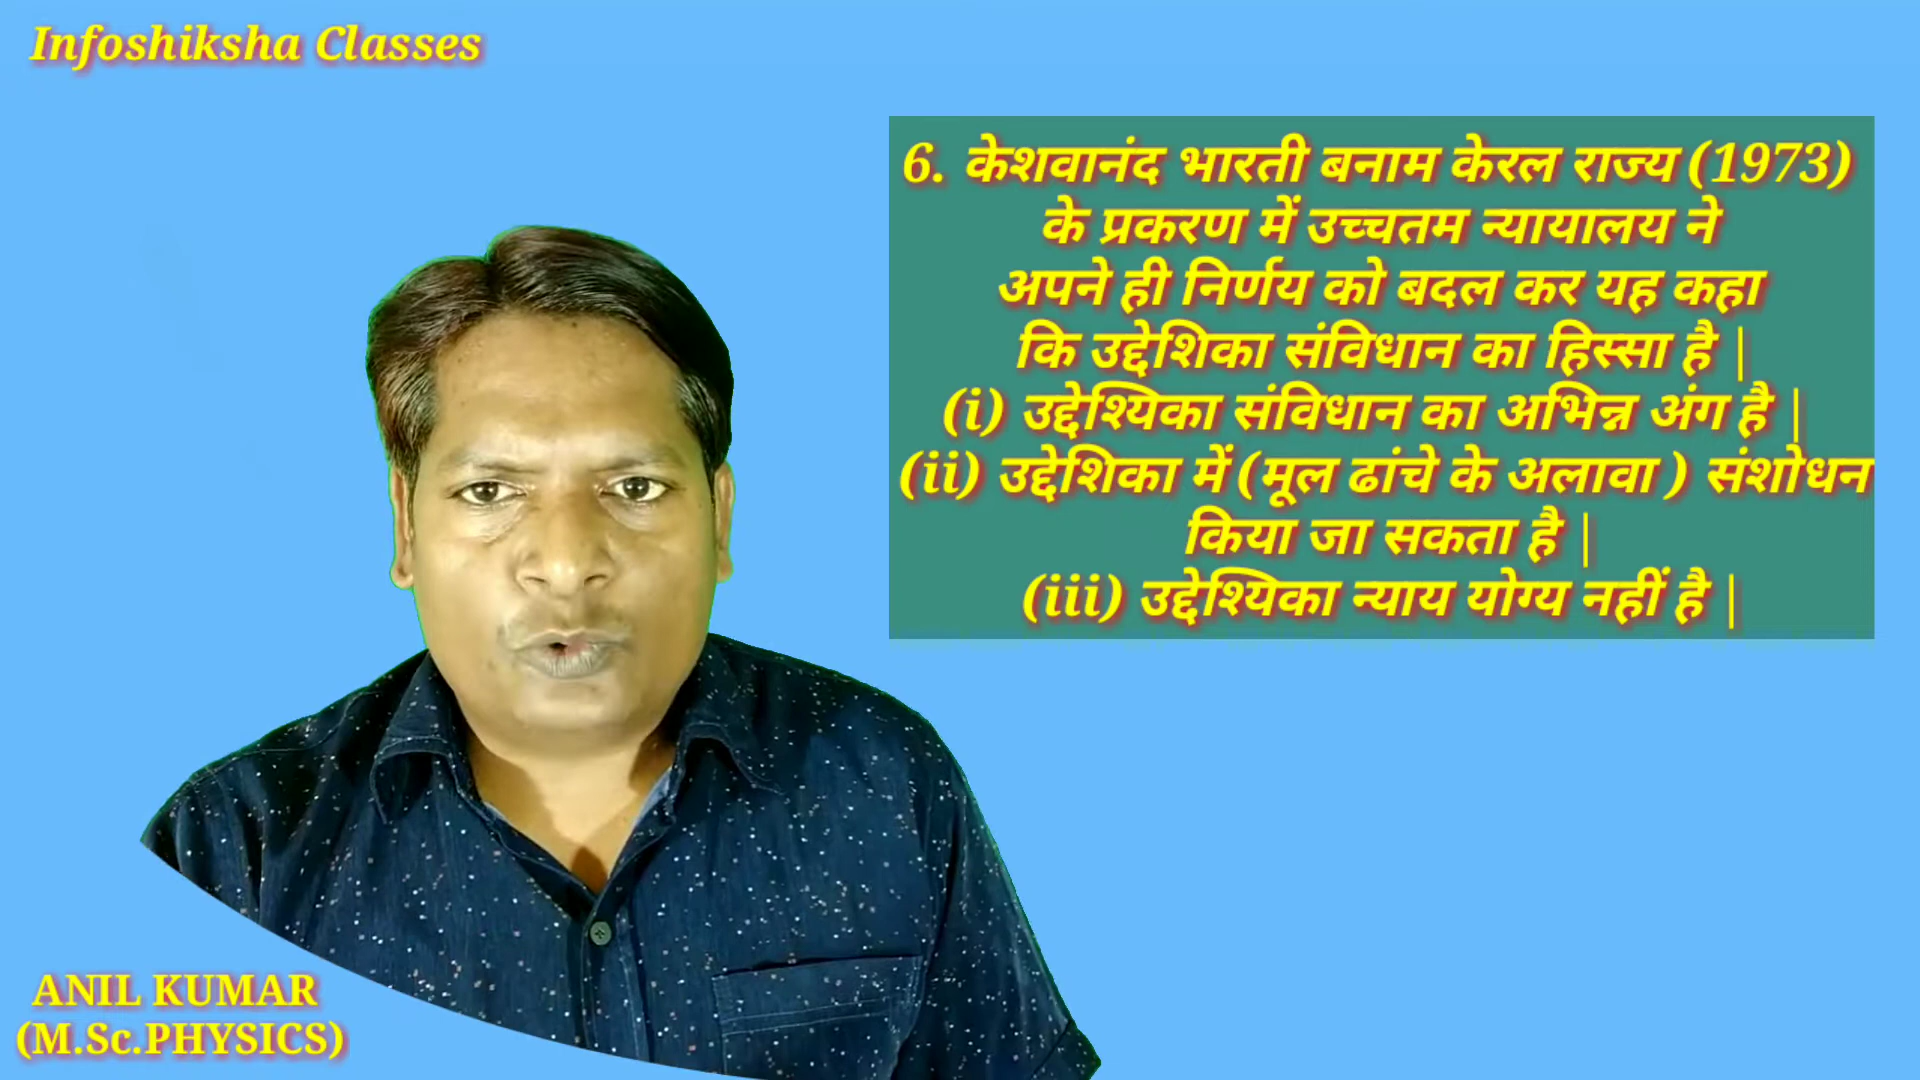 Infoshiksha Classes
6. केशवानंद भारती बनाम केरल राज्य (1973)
के प्रकरण में उच्चतम न्यायालय ने
अपने ही निर्णय को बदल कर यह कहा
कि उद्देशिका संविधान का हिस्सा है |
(i) उद्देश्यिका संविधान का अभिन्न अंग है |
(ii) उद्देशिका में (मूल ढांचे के अलावा ) संशोधन
किया जा सकता है |
(iii) उद्देश्यिका न्याय योग्य नहीं है |
ANIL KUMAR
(M.Sc.PHYSICS)